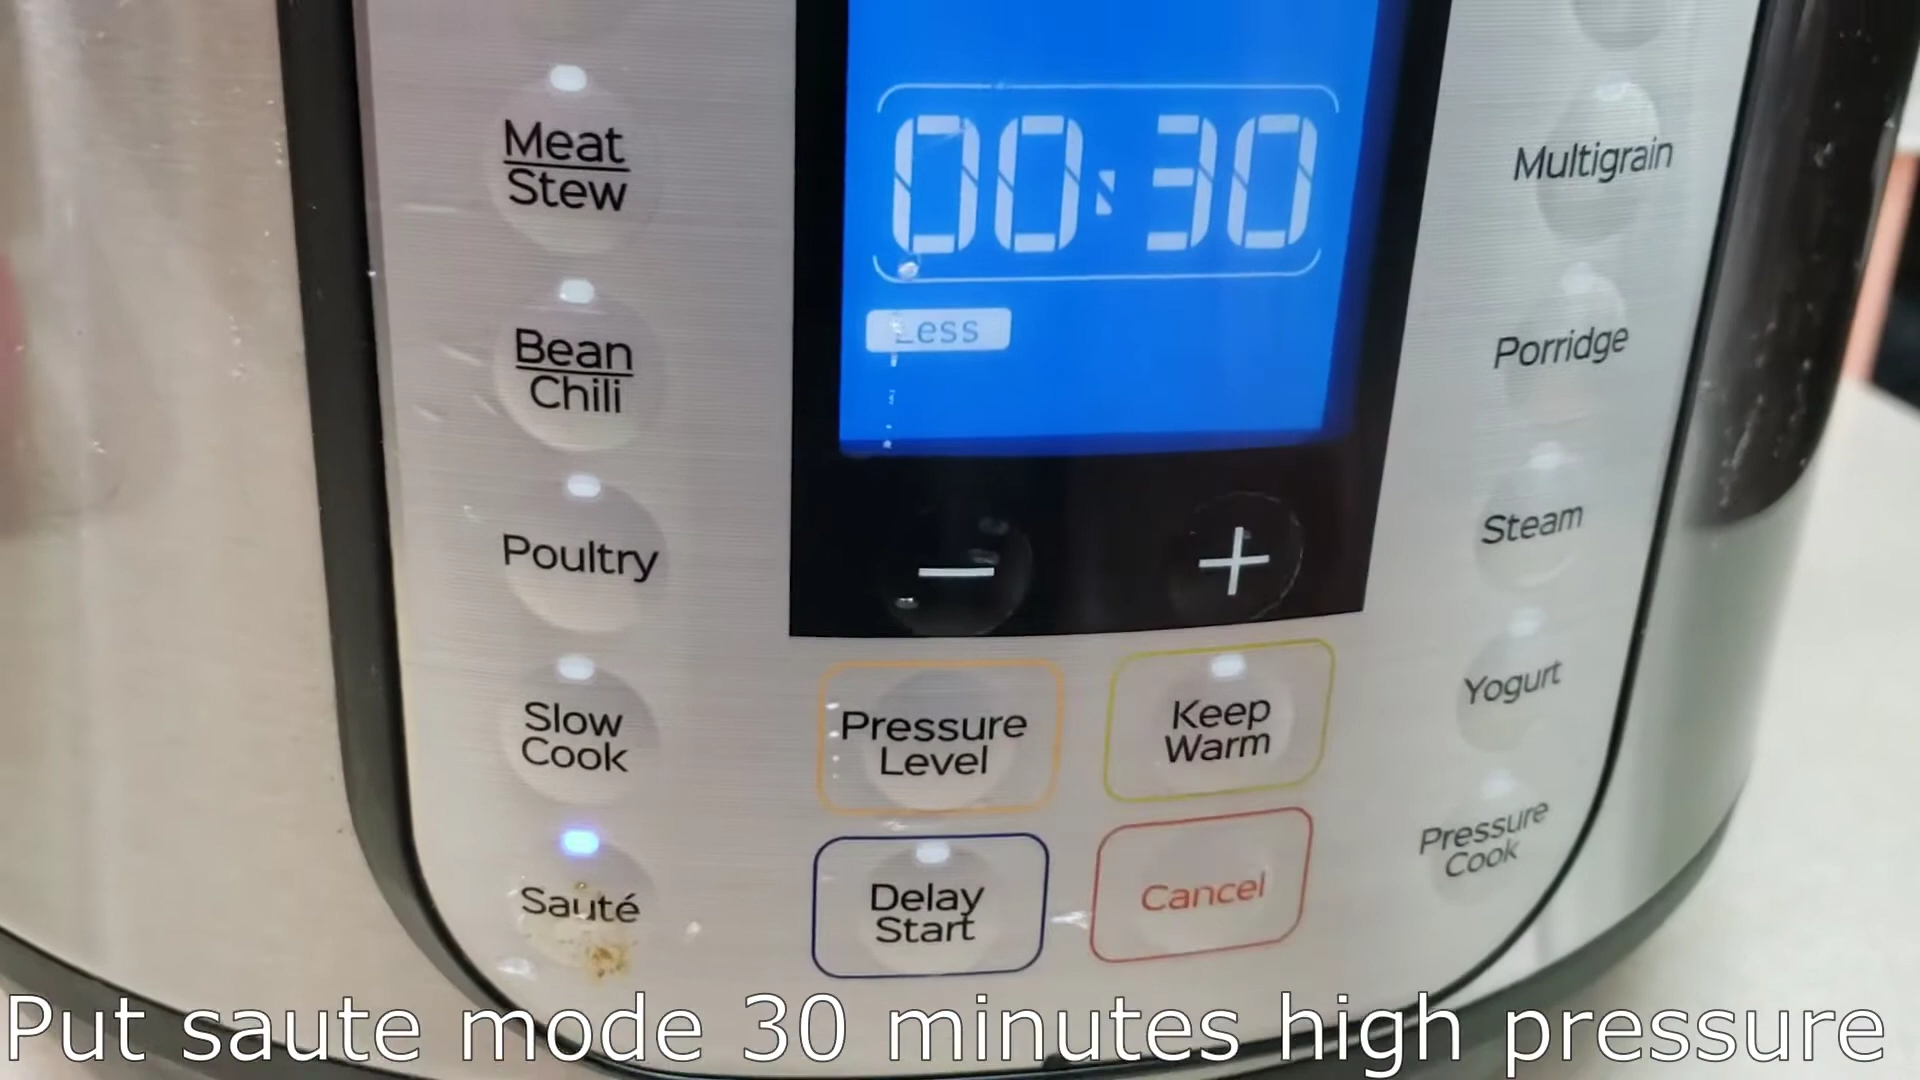 Meat
Stew
Bean
Chili
Poultry
Slow
Cook
Sauté
00:30
Less
−
+
Pressure
Level
Keep
Warm
Delay
Start
Cancel
Multigrain
Porridge
Steam
Yogurt
Pressure
Cook
Put saute mode 30 minutes high pressure